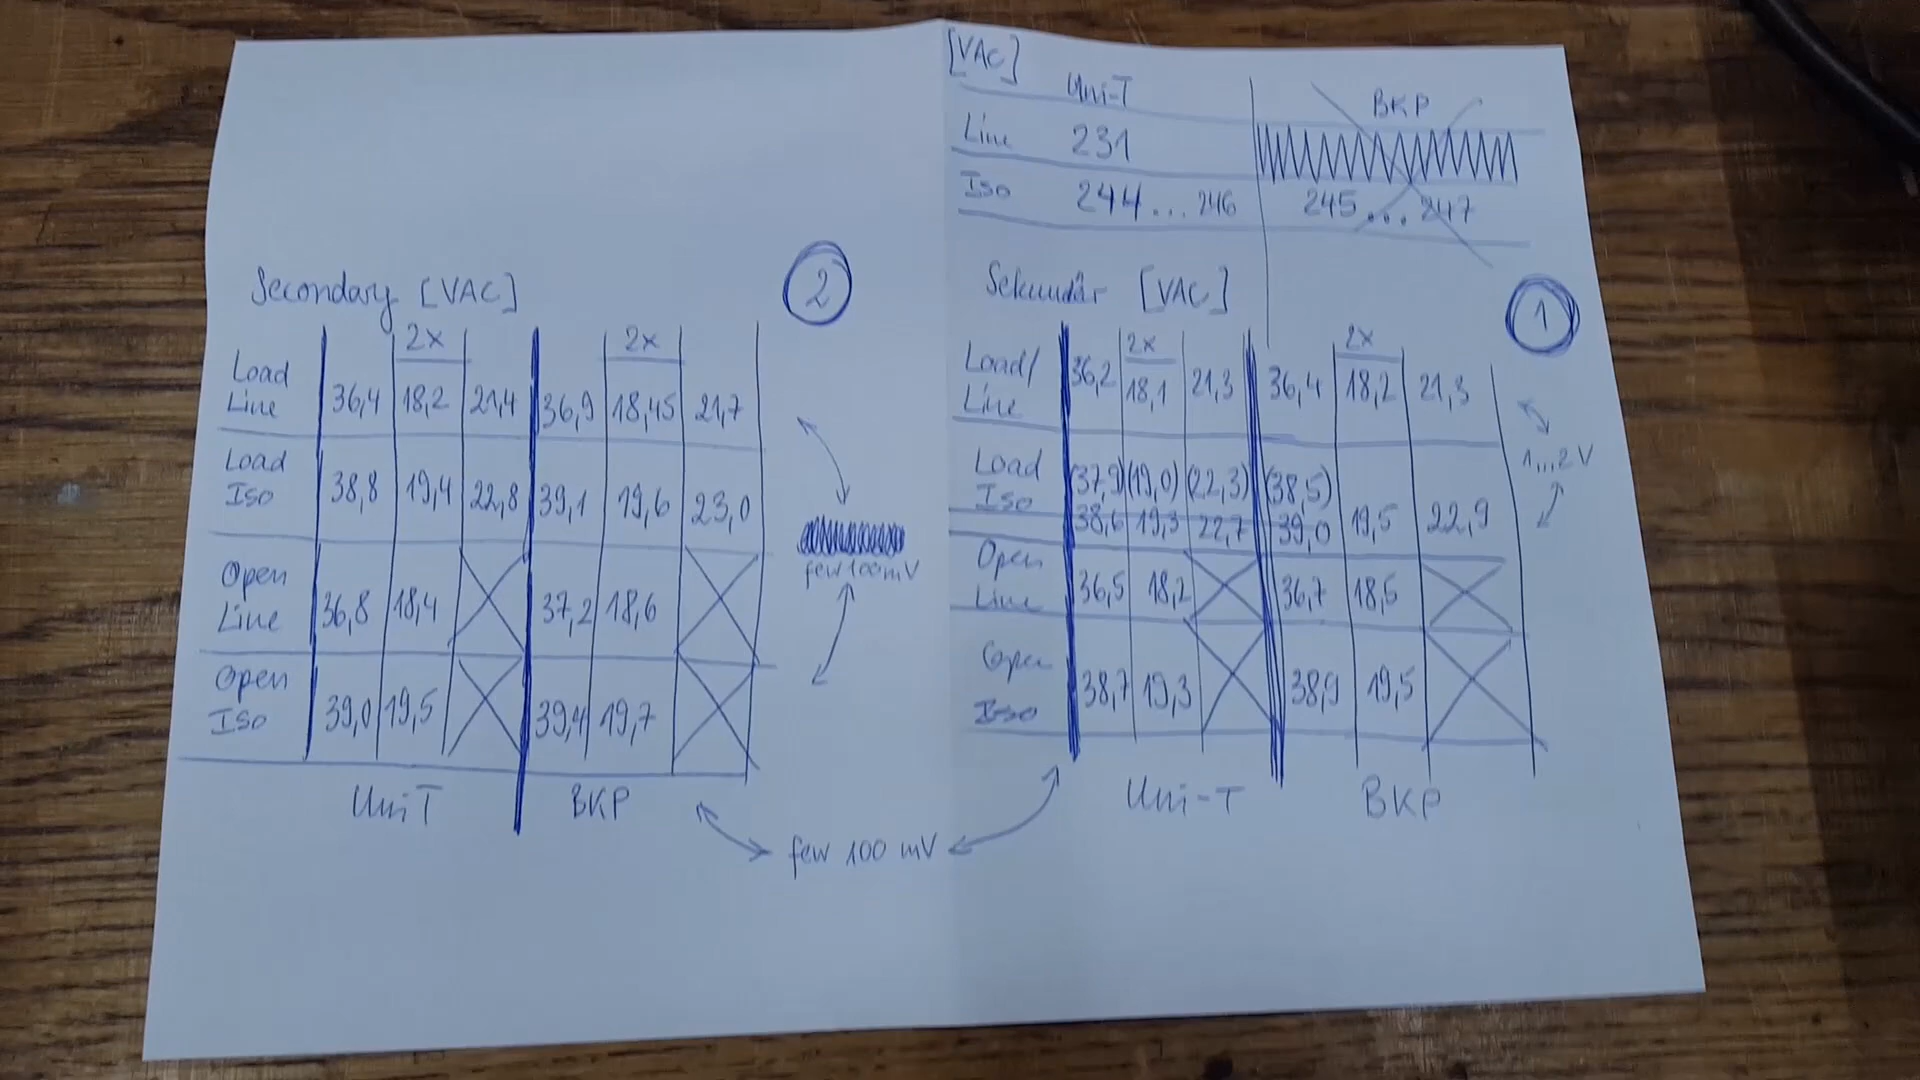 [VAC]
Uni-T BKP
Line 231
Iso 244... 246 245... 247
Secondary [VAC] 2
2x 2x
Load Line 36,4 18,2 21,4 36,9 18,45 21,7
Load Iso 38,8 19,4 22,8 39,1 19,6 23,0
few 100mV
Open Line 36,8 18,4 37,2 18,6
Open Iso 39,0 19,5 39,4 19,7
UniT BKP
few 100 mV
Sekundär [VAC] 1
2x 2x
Load/ Line 36,2 18,1 21,3 36,4 18,2 21,3
1...2 V
Load Iso (37,9) (19,0) (22,3) (38,5)
38,6 19,3 22,7 39,0 19,5 22,9
Open Line 36,5 18,2 36,7 18,5
Open Iso 38,7 19,3 38,9 19,5
Uni-T BKP